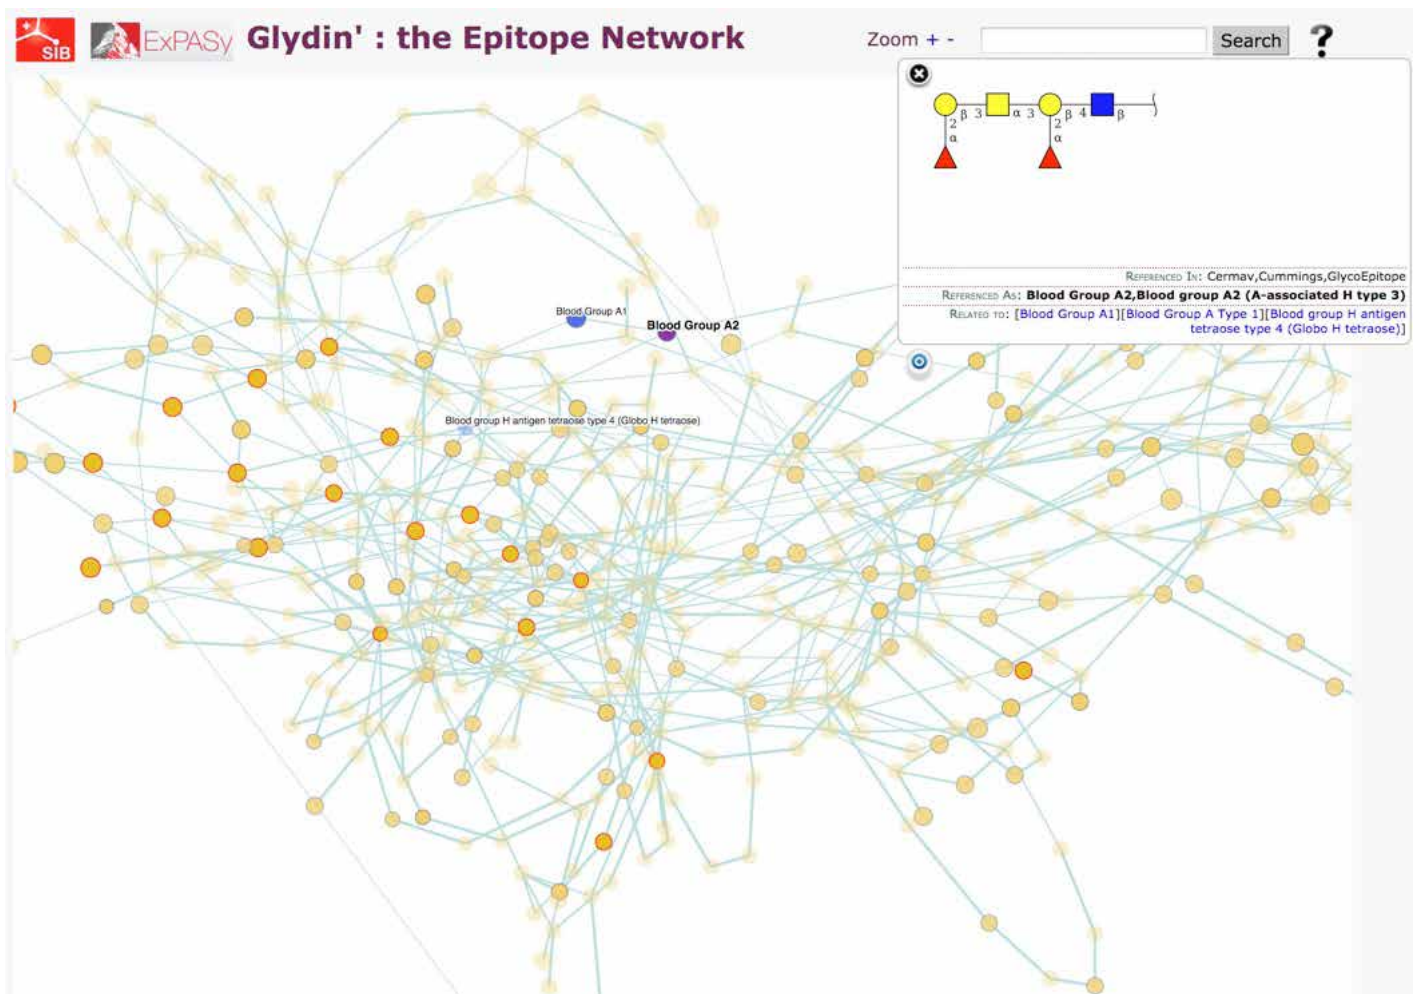 SIB
ExPASy
Glydin' : the Epitope Network
Zoom + -
Search
?
β 3 α 3 β 4 β
2 2
α α
Referenced In: Cermav,Cummings,GlycoEpitope
Referenced As: Blood Group A2,Blood group A2 (A-associated H type 3)
Related to: [Blood Group A1][Blood Group A Type 1][Blood group H antigen
tetraose type 4 (Globo H tetraose)]
Blood Group A1
Blood Group A2
Blood group H antigen tetraose type 4 (Globo H tetraose)